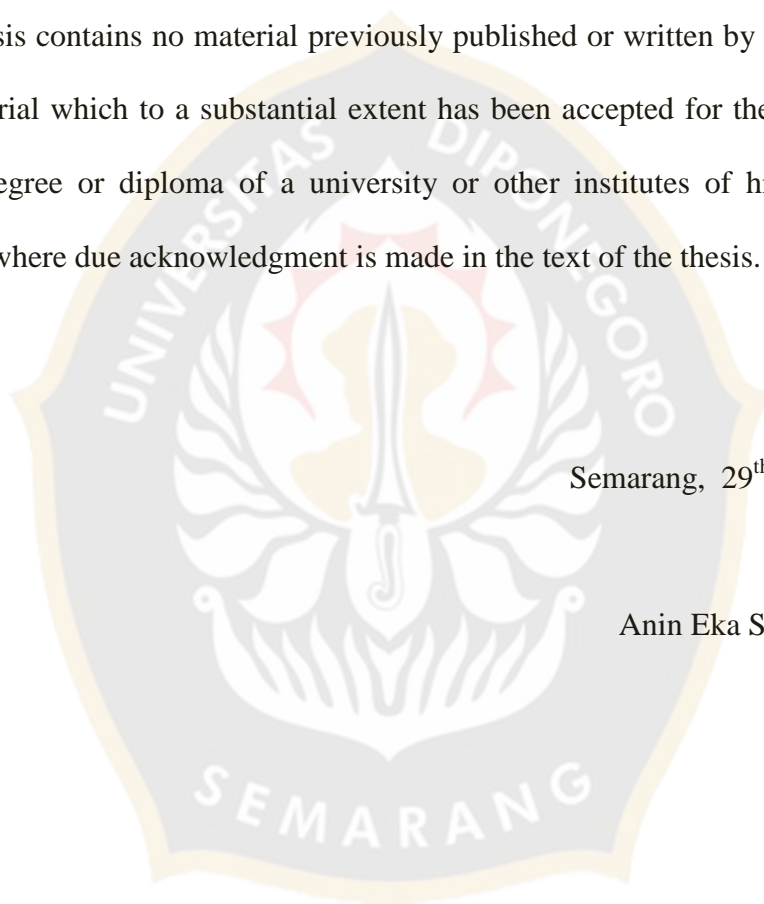 sis contains no material previously published or written by
rial which to a substantial extent has been accepted for the
egree or diploma of a university or other institutes of hi
where due acknowledgment is made in the text of the thesis.
Semarang, 29th
Anin Eka S
UNIVERSITAS DIPONEGORO
SEMARANG